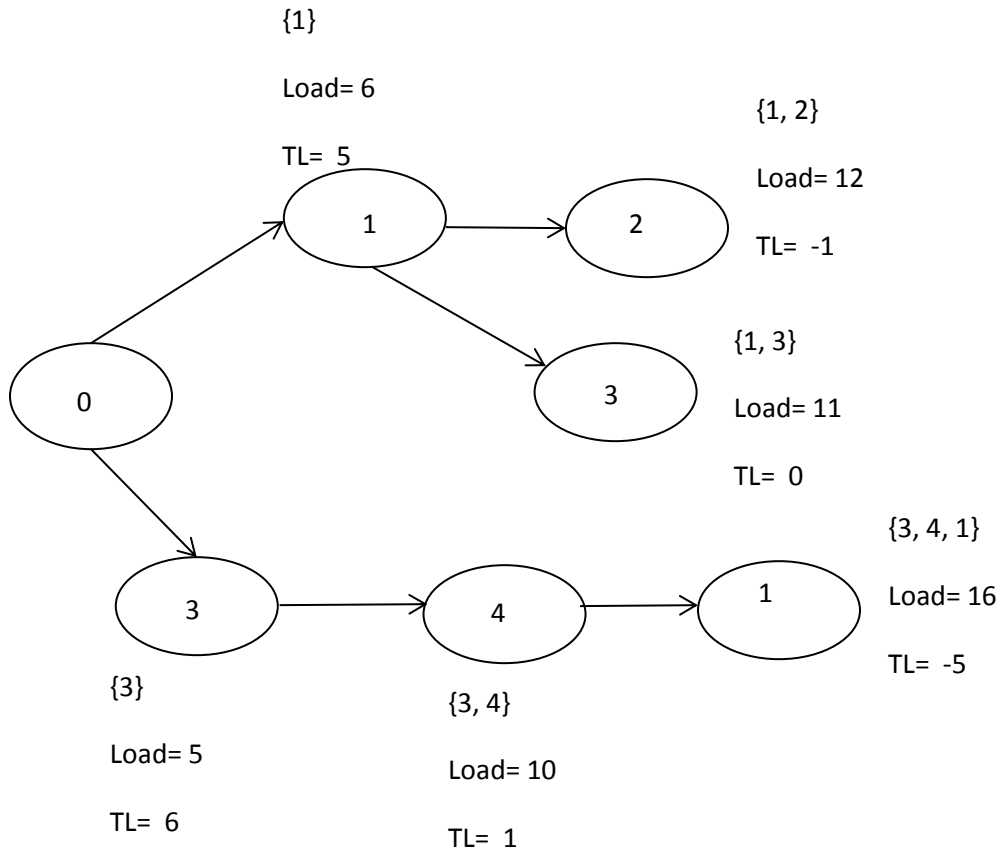 {1}
Load= 6
TL=  5
1
{1, 2}
Load= 12
TL=  -1
2
{1, 3}
Load= 11
TL=  0
3
0
{3, 4, 1}
Load= 16
TL=  -5
1
3
4
{3}
Load= 5
TL=  6
{3, 4}
Load= 10
TL=  1